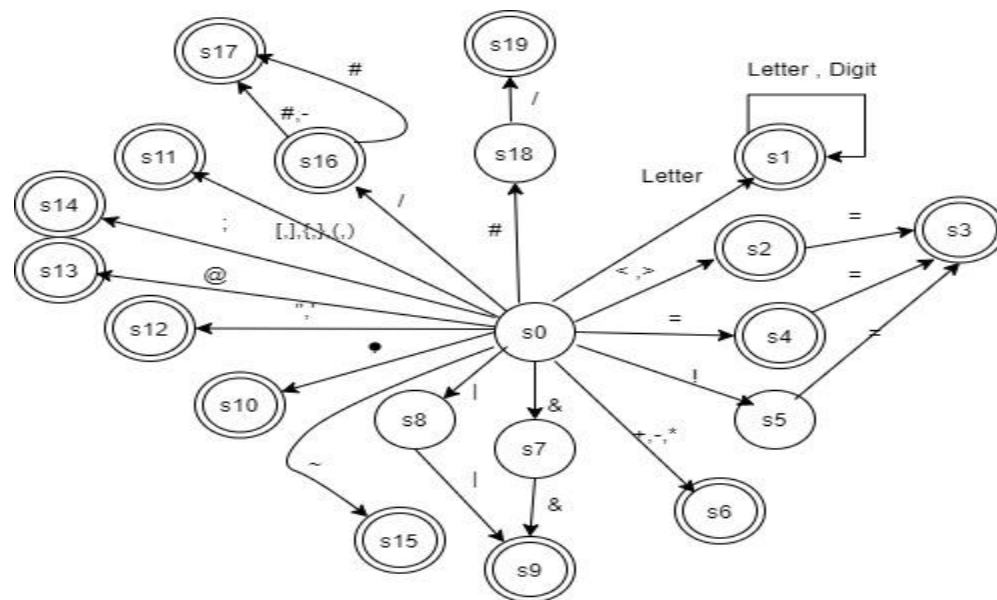 s19
s17
#
Letter , Digit
/
#,-
s11
s16
s18
s1
Letter
s14
/
;
[,],{,},(,)
#
=
s3
s2
s13
@
< ,>
=
",'
s12
s0
=
s4
=
!
s10
|
s8
&
s5
s7
+,-,*
~
|
&
s6
s15
s9